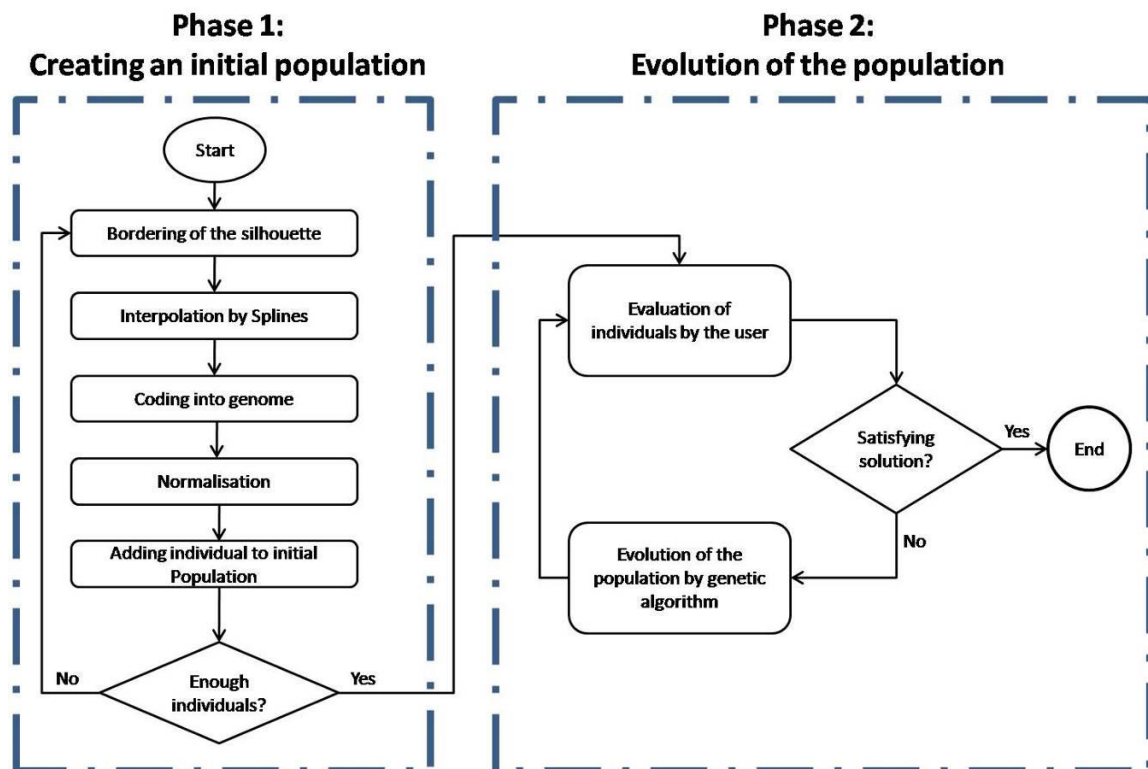 Phase 1:
Creating an initial population
Start
Bordering of the silhouette
Interpolation by Splines
Coding into genome
Normalisation
Adding individual to initial
Population
Enough
individuals?
No
Yes
Phase 2:
Evolution of the population
Evaluation of
individuals by the user
Satisfying
solution?
Yes
End
No
Evolution of the
population by genetic
algorithm